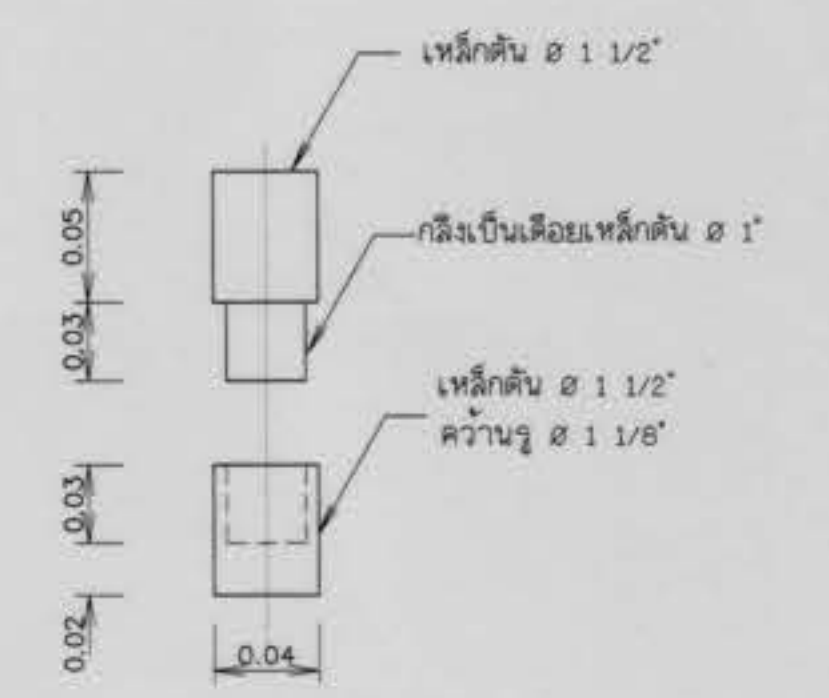 เหล็กตัน ø 1 1/2"
กลึงเป็นเดือยเหล็กตัน ø 1"
0.05
0.03
เหล็กตัน ø 1 1/2"
คว้านรู ø 1 1/8"
0.03
0.02
0.04